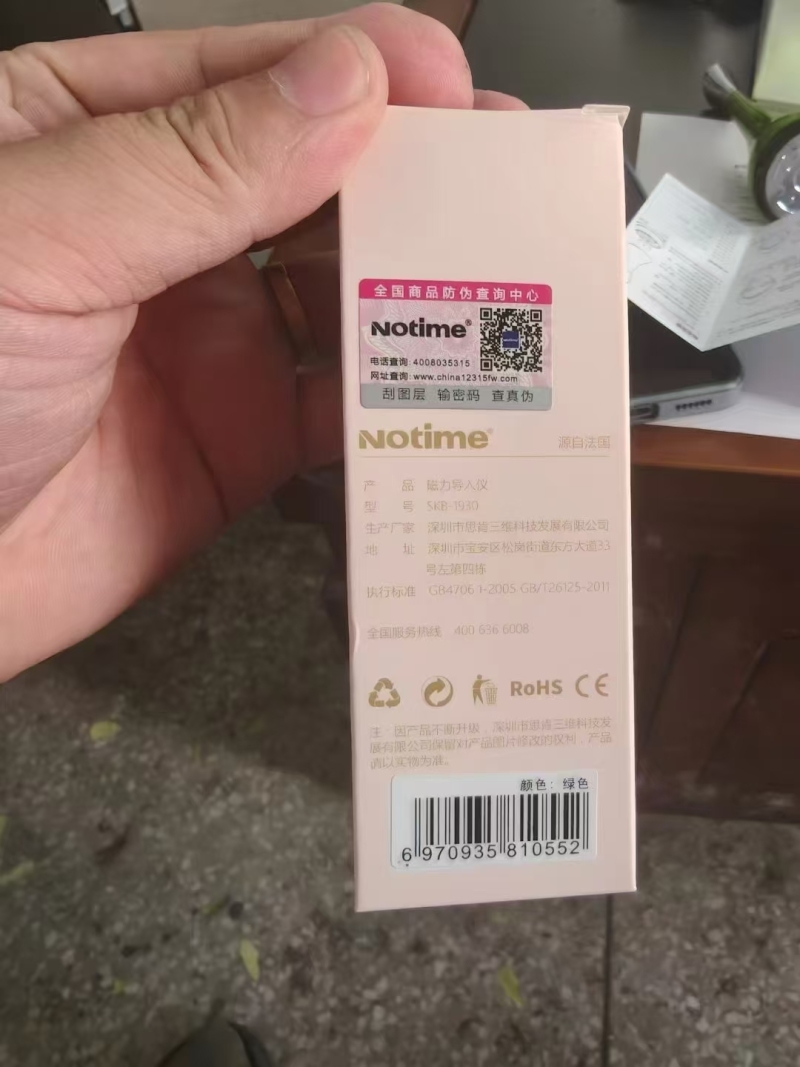 全国商品防伪查询中心
Notime®
电话查询:4008035315
网址查询:www.china12315fw.com
刮图层 输密码 查真伪
Notime® 源自法国
产品 磁力导入仪
型号 SKB-1930
生产厂家 深圳市思肯三维科技发展有限公司
地址 深圳市宝安区松岗街道东方大道33
号左第四栋
执行标准 GB4706.1-2005 GB/T26125-2011
全国服务热线 400 636 6008
RoHS CE
注:因产品不断升级,深圳市思肯三维科技发
展有限公司保留对产品图片修改的权利,产品
请以实物为准。
颜色:绿色
6 970935 810552